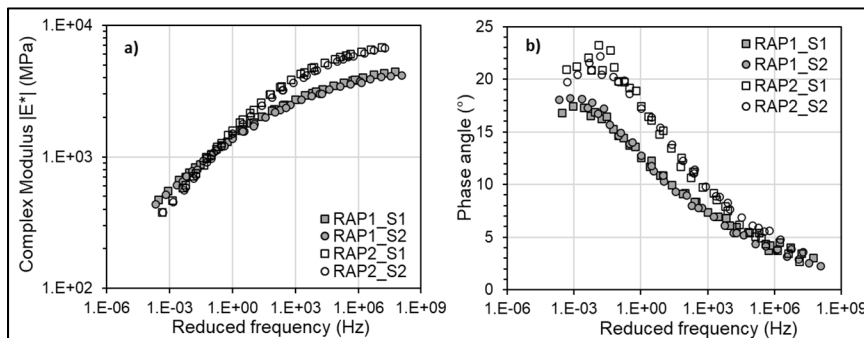 a)
Complex Modulus |E*| (MPa)
1.E+04
1.E+03
1.E+02
RAP1_S1
RAP1_S2
RAP2_S1
RAP2_S2
1.E-06 1.E-03 1.E+00 1.E+03 1.E+06 1.E+09
Reduced frequency (Hz)
b)
Phase angle (°)
25
20
15
10
5
0
RAP1_S1
RAP1_S2
RAP2_S1
RAP2_S2
1.E-06 1.E-03 1.E+00 1.E+03 1.E+06 1.E+09
Reduced frequency (Hz)